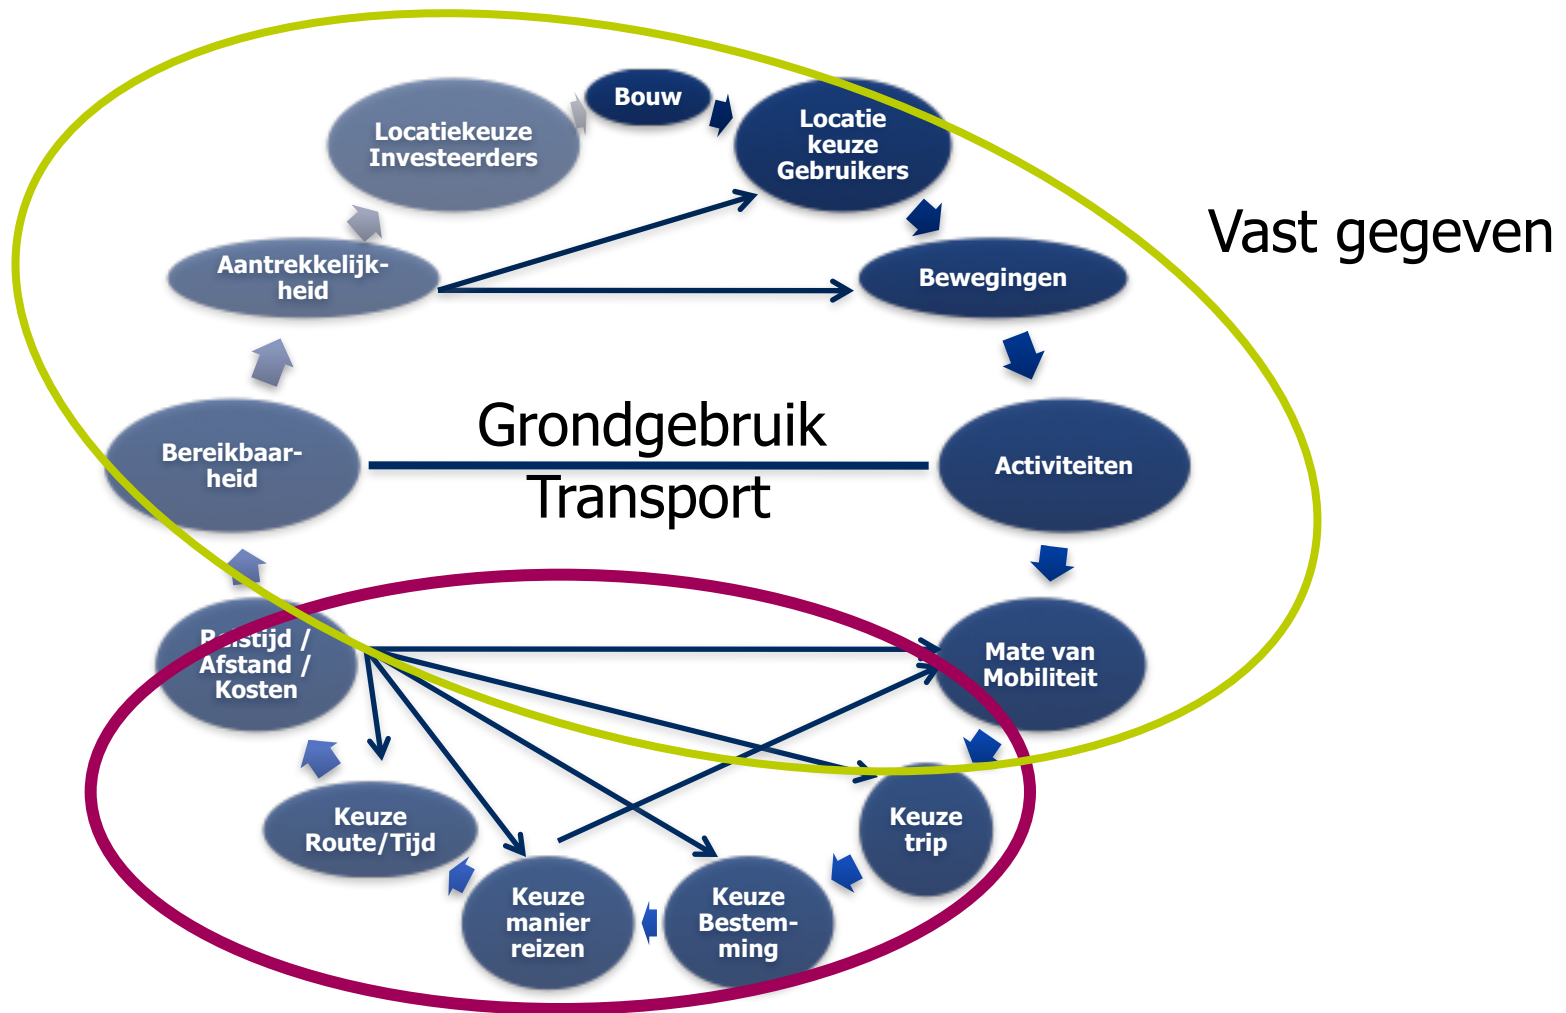 Bouw
Locatie
keuze
Gebruikers
Locatiekeuze
Investeerders
Vast gegeven
Aantrekkelijk-
heid
Bewegingen
Grondgebruik
Transport
Bereikbaar-
heid
Activiteiten
Reistijd /
Afstand /
Kosten
Mate van
Mobiliteit
Keuze
Route/Tijd
Keuze
trip
Keuze
manier
reizen
Keuze
Bestem-
ming